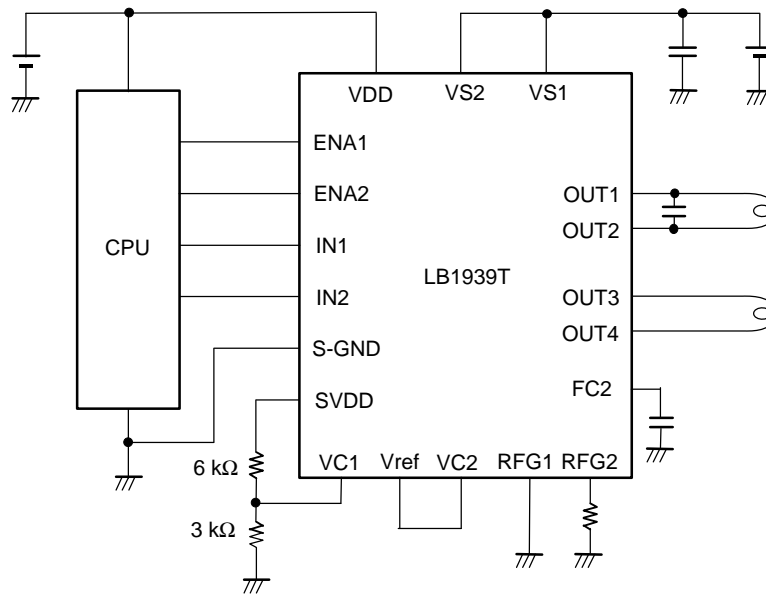 VDD
VS2
VS1
ENA1
ENA2
IN1
IN2
S-GND
SVDD
CPU
LB1939T
OUT1
OUT2
OUT3
OUT4
FC2
6 kΩ
VC1
Vref
VC2
RFG1
RFG2
3 kΩ